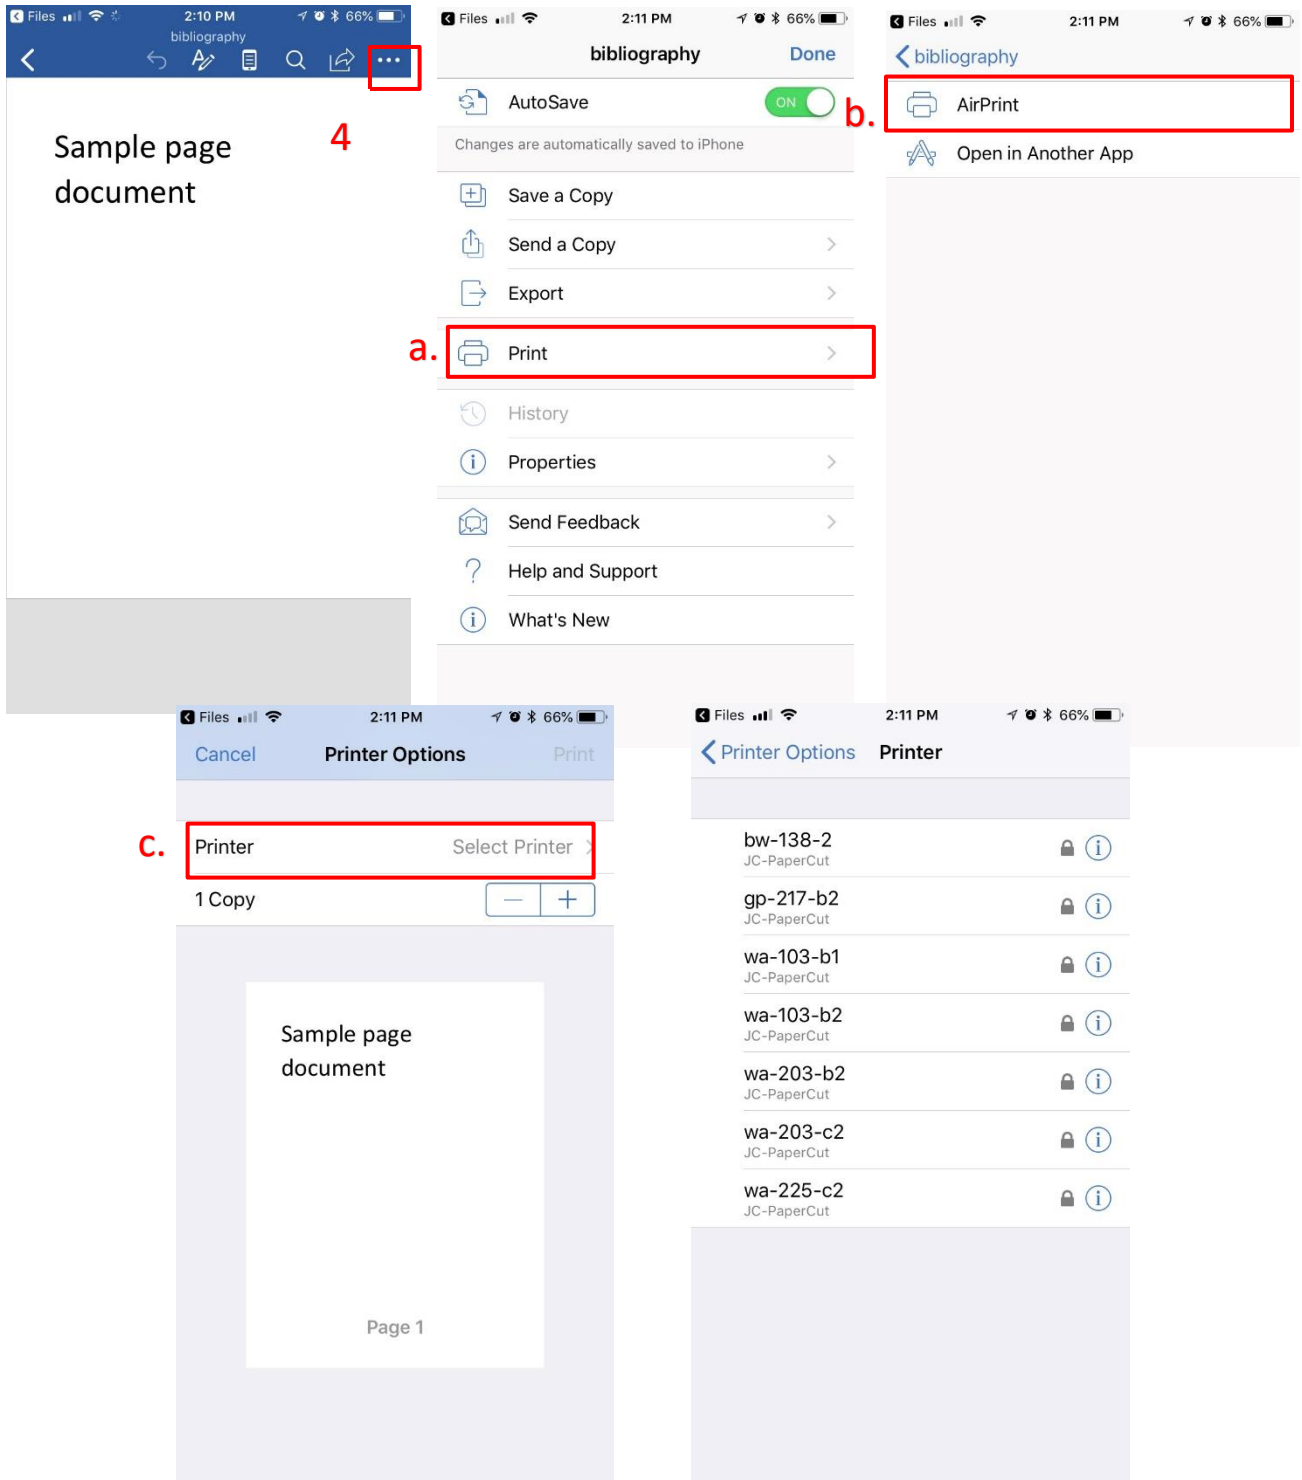 Files 2:10 PM 66%
bibliography
4
Sample page
document
Files 2:11 PM 66%
bibliography Done
AutoSave ON
Changes are automatically saved to iPhone
Save a Copy
Send a Copy
Export
a. Print
History
Properties
Send Feedback
Help and Support
What's New
Files 2:11 PM 66%
bibliography
b. AirPrint
Open in Another App
Files 2:11 PM 66%
Cancel Printer Options Print
c. Printer Select Printer
1 Copy
Sample page
document
Page 1
Files 2:11 PM 66%
Printer Options Printer
bw-138-2
JC-PaperCut
gp-217-b2
JC-PaperCut
wa-103-b1
JC-PaperCut
wa-103-b2
JC-PaperCut
wa-203-b2
JC-PaperCut
wa-203-c2
JC-PaperCut
wa-225-c2
JC-PaperCut